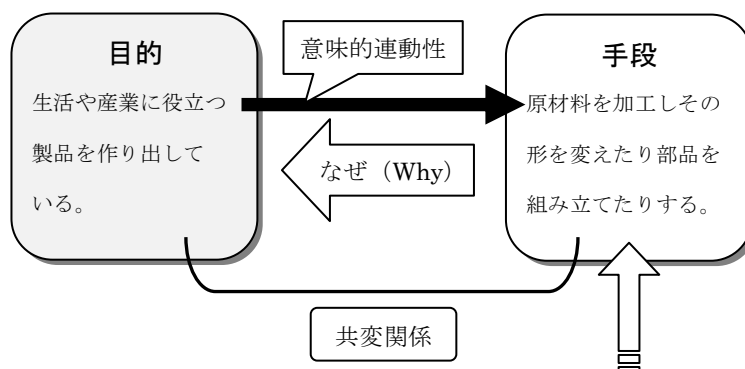 目的
生活や産業に役立つ
製品を作り出して
いる。
意味的連動性
なぜ（Why）
手段
原材料を加工しその
形を変えたり部品を
組み立てたりする。
共変関係